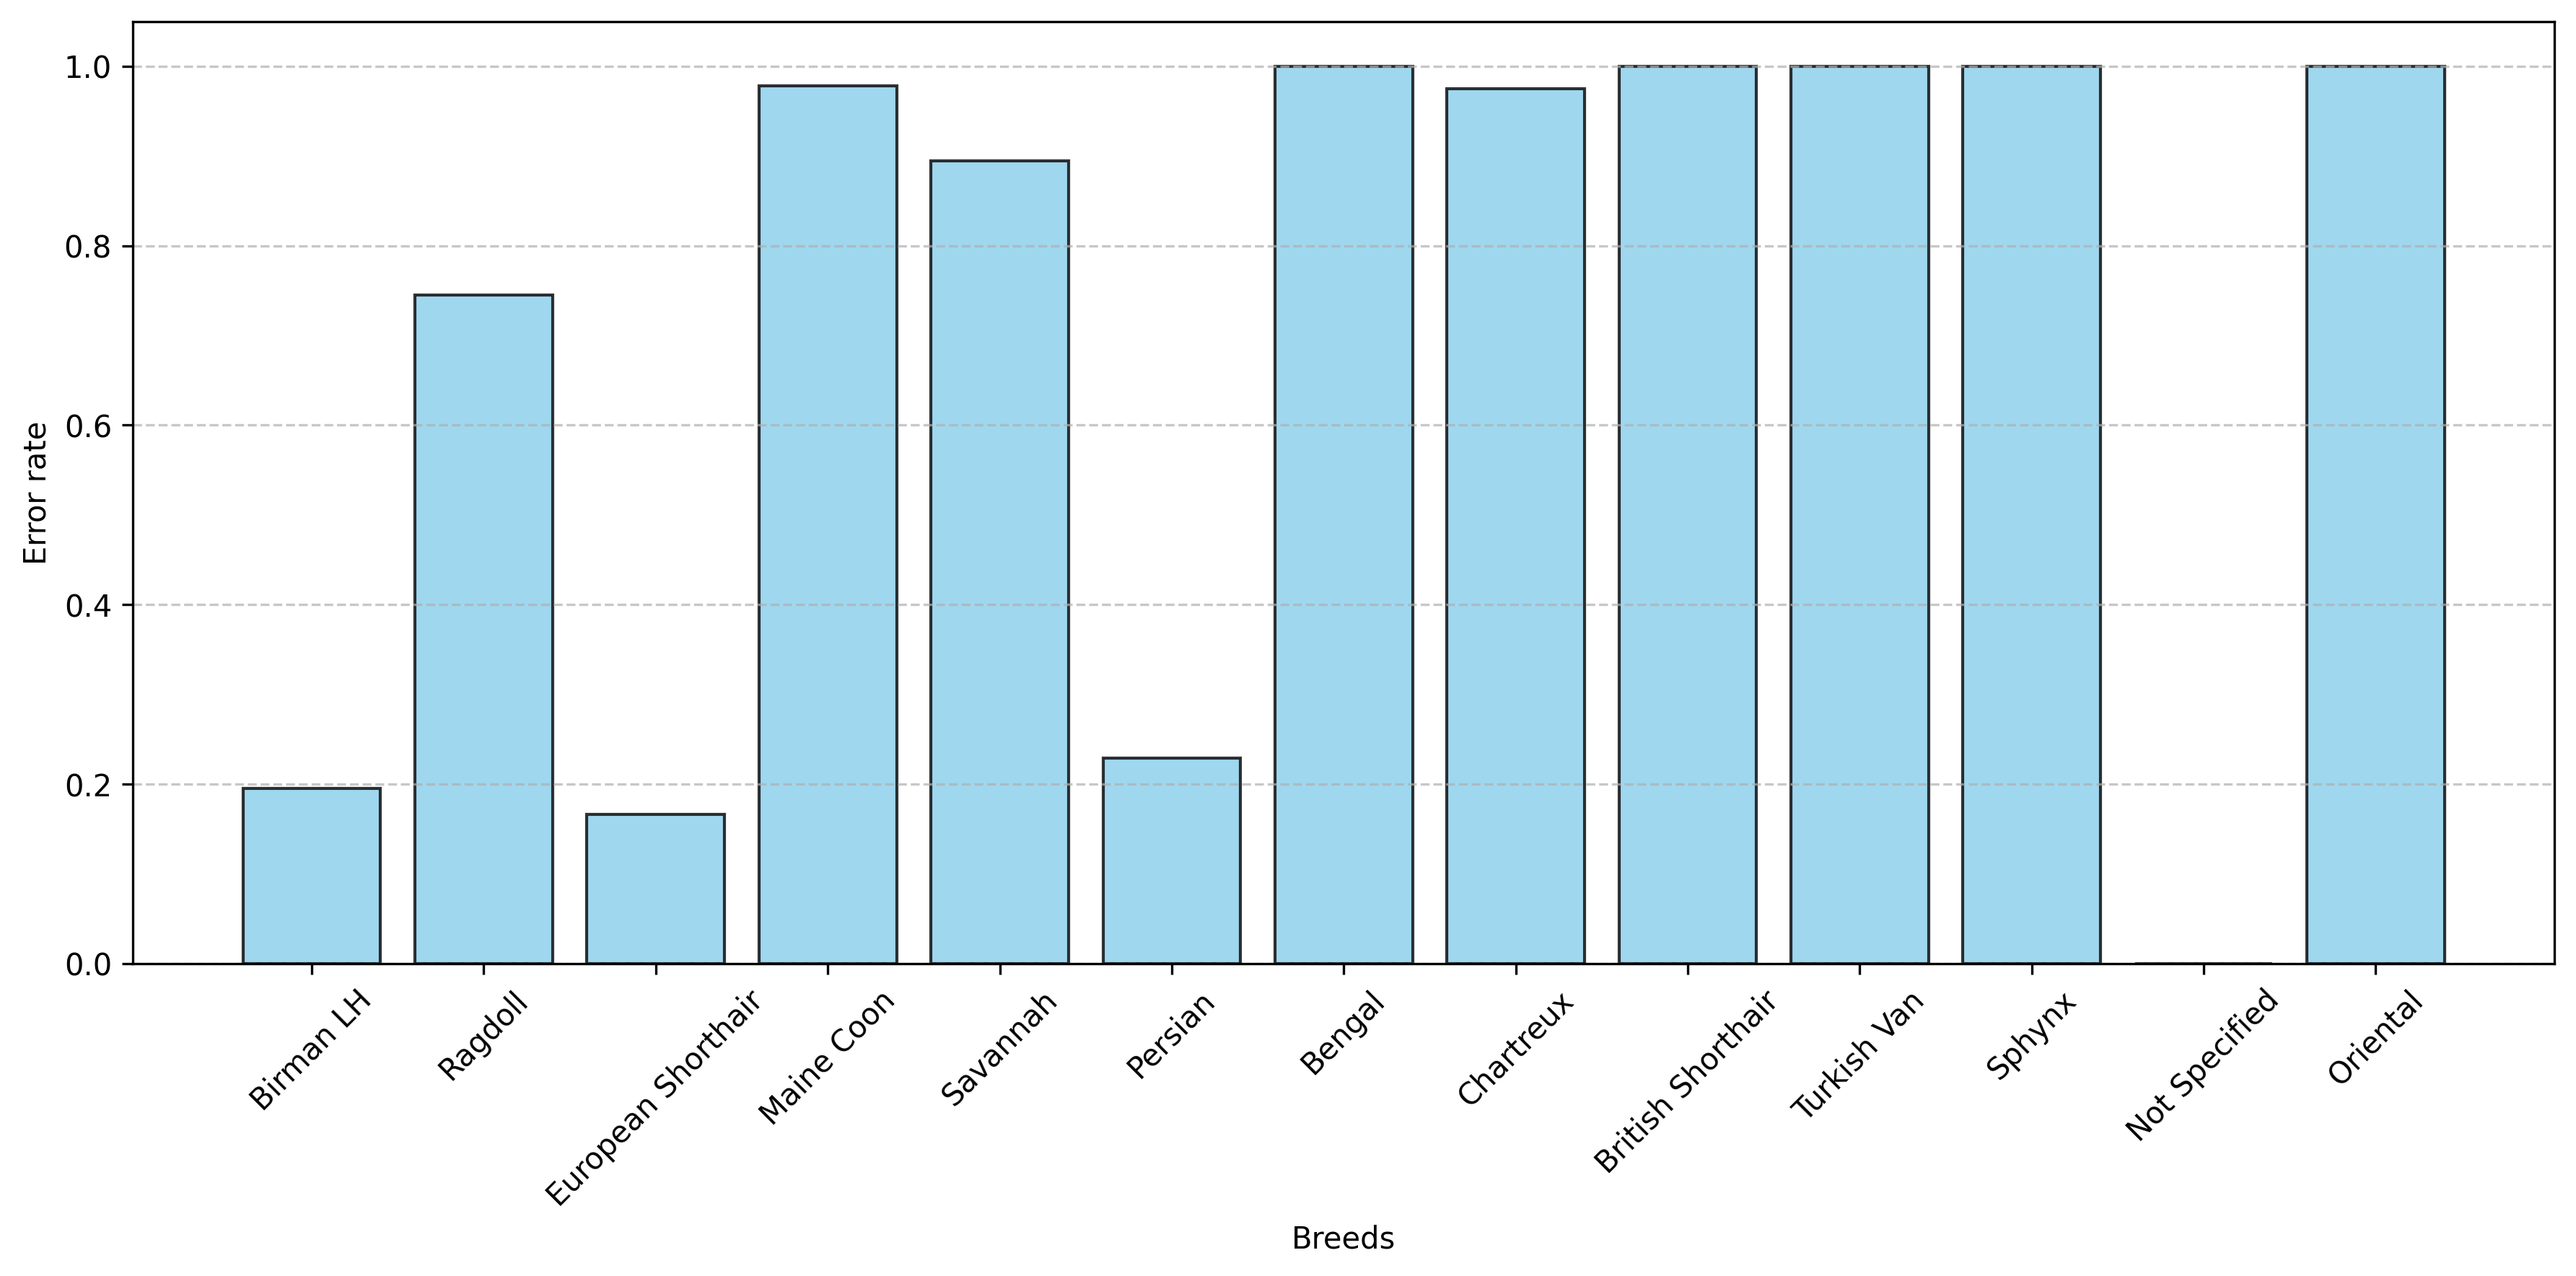 Error rate
1.0
0.8
0.6
0.4
0.2
0.0
Birman LH
Ragdoll
European Shorthair
Maine Coon
Savannah
Persian
Bengal
Chartreux
British Shorthair
Turkish Van
Sphynx
Not Specified
Oriental
Breeds